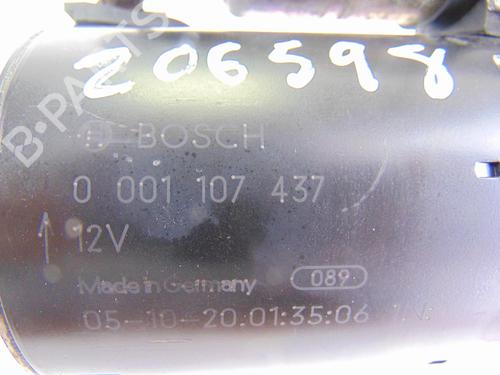 206598
B-PARTS
BOSCH
0 001 107 437
12V
Made in Germany 089
05-10-20 01:35:06